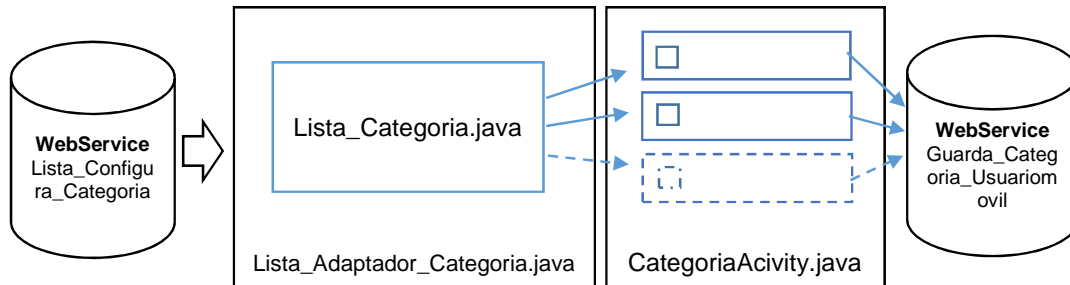 WebService
Lista_Configu
ra_Categoria
Lista_Categoria.java
Lista_Adaptador_Categoria.java
CategoriaAcivity.java
WebService
Guarda_Categ
oria_Usuariom
ovil